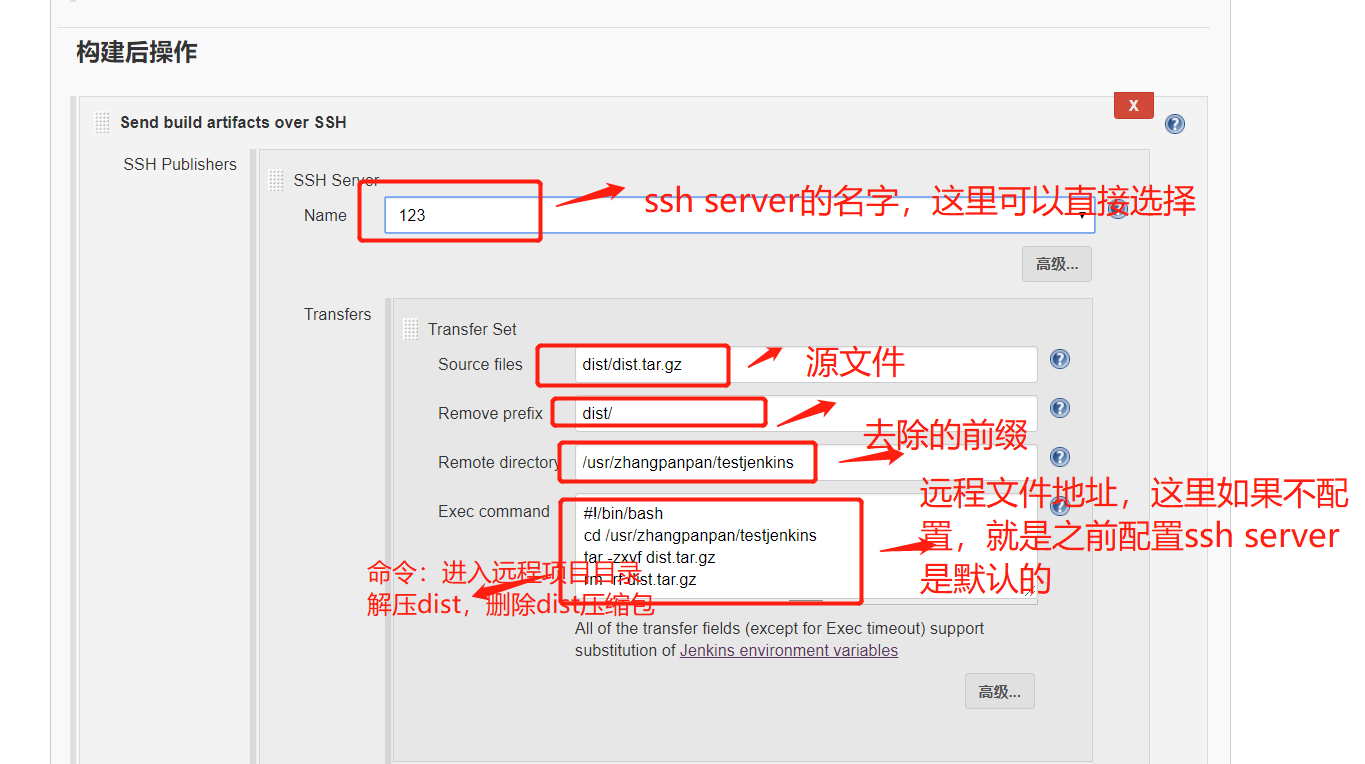 构建后操作
X
Send build artifacts over SSH
SSH Publishers
SSH Server
Name
123
ssh server的名字，这里可以直接选择
高级...
Transfers
Transfer Set
Source files
dist/dist.tar.gz
源文件
Remove prefix
dist/
去除的前缀
Remote directory
/usr/zhangpanpan/testjenkins
远程文件地址，这里如果不配
置，就是之前配置ssh server
是默认的
Exec command
#!/bin/bash
cd /usr/zhangpanpan/testjenkins
tar -zxvf dist.tar.gz
rm -rf dist.tar.gz
命令：进入远程项目目录
解压dist，删除dist压缩包
All of the transfer fields (except for Exec timeout) support
substitution of Jenkins environment variables
高级...